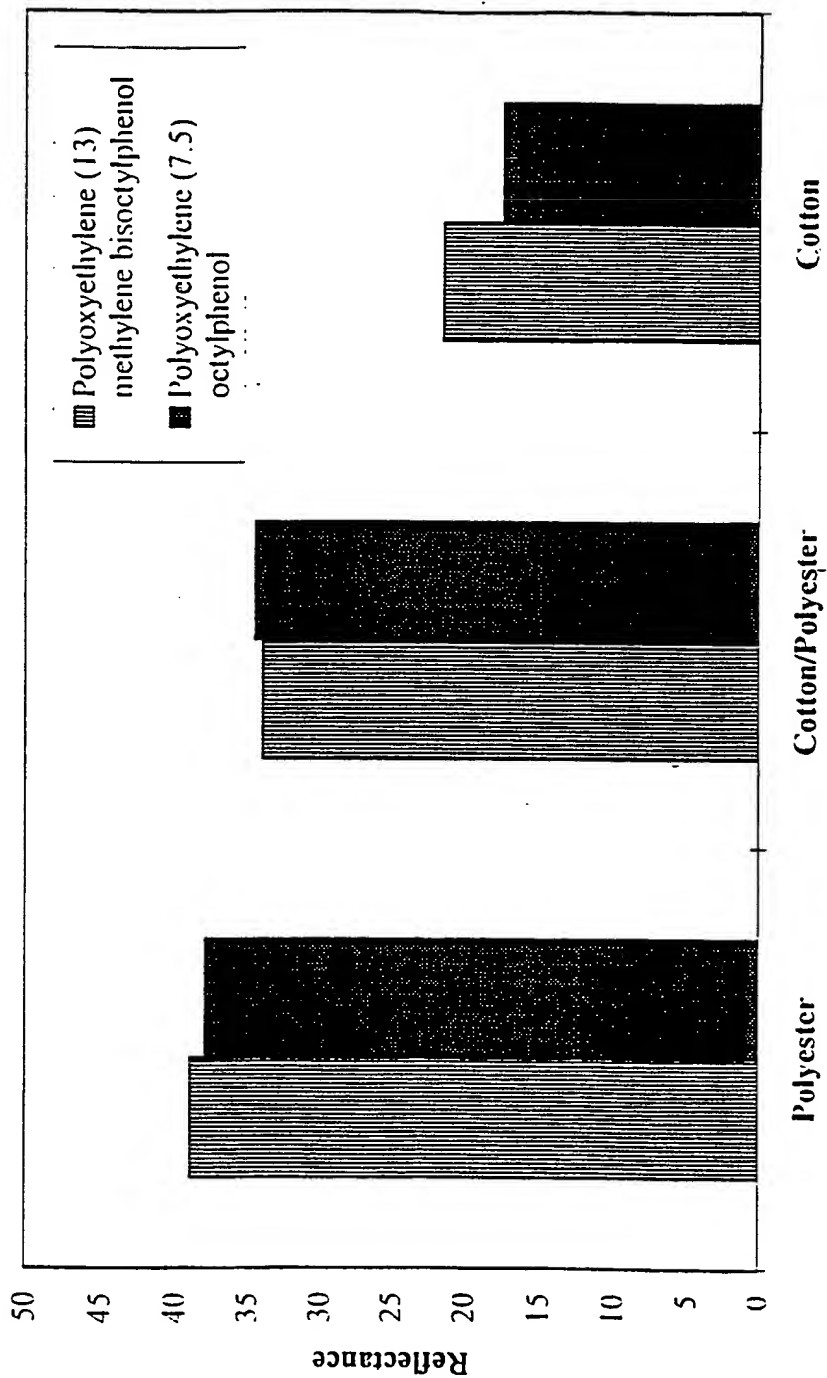 Reflectance
50
45
40
35
30
25
20
15
10
5
0
Polyoxyethylene (13)
methylene bisoctylphenol
Polyoxyethylene (7.5)
octylphenol
Polyester
Cotton/Polyester
Cotton